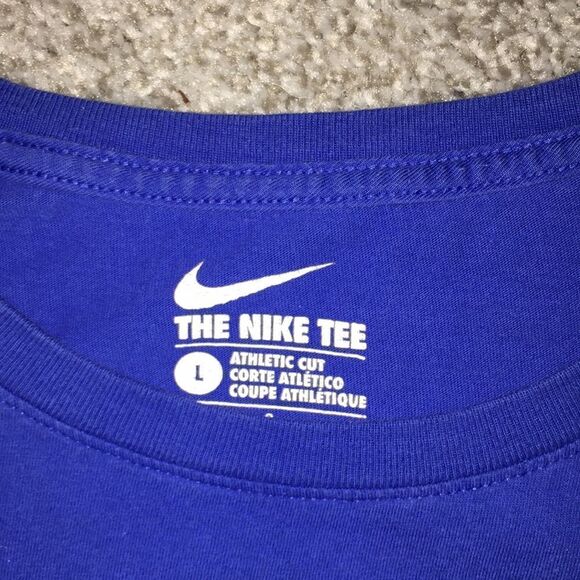 THE NIKE TEE
L
ATHLETIC CUT
CORTE ATLÉTICO
COUPE ATHLÉTIQUE